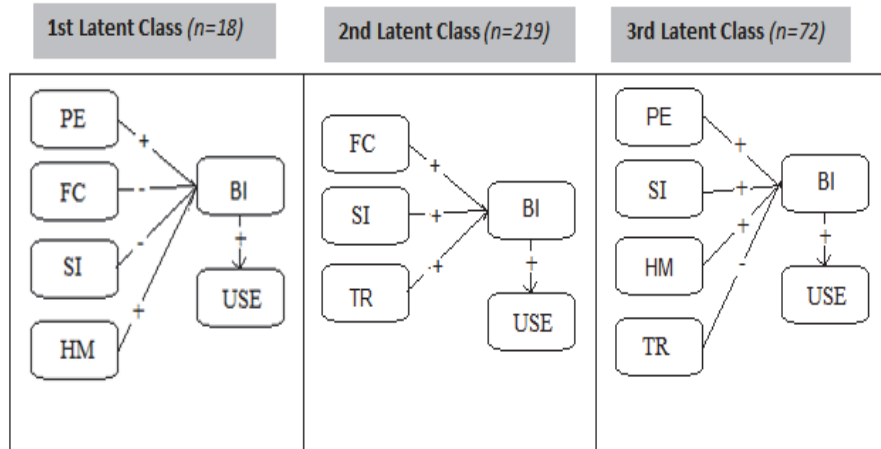 1st Latent Class (n=18)
PE
+
FC
-
BI
SI
-
+
+
USE
HM
2nd Latent Class (n=219)
FC
+
SI
+
BI
TR
+
+
USE
3rd Latent Class (n=72)
PE
+
SI
+
BI
HM
+
-
+
USE
TR